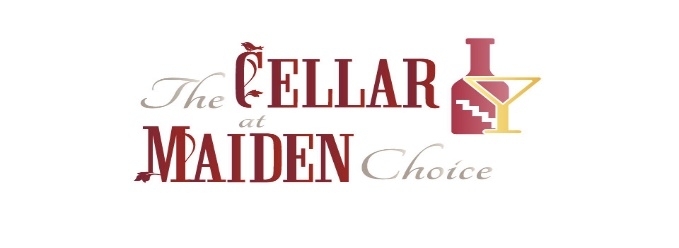 The CELLAR
at
MAIDEN Choice